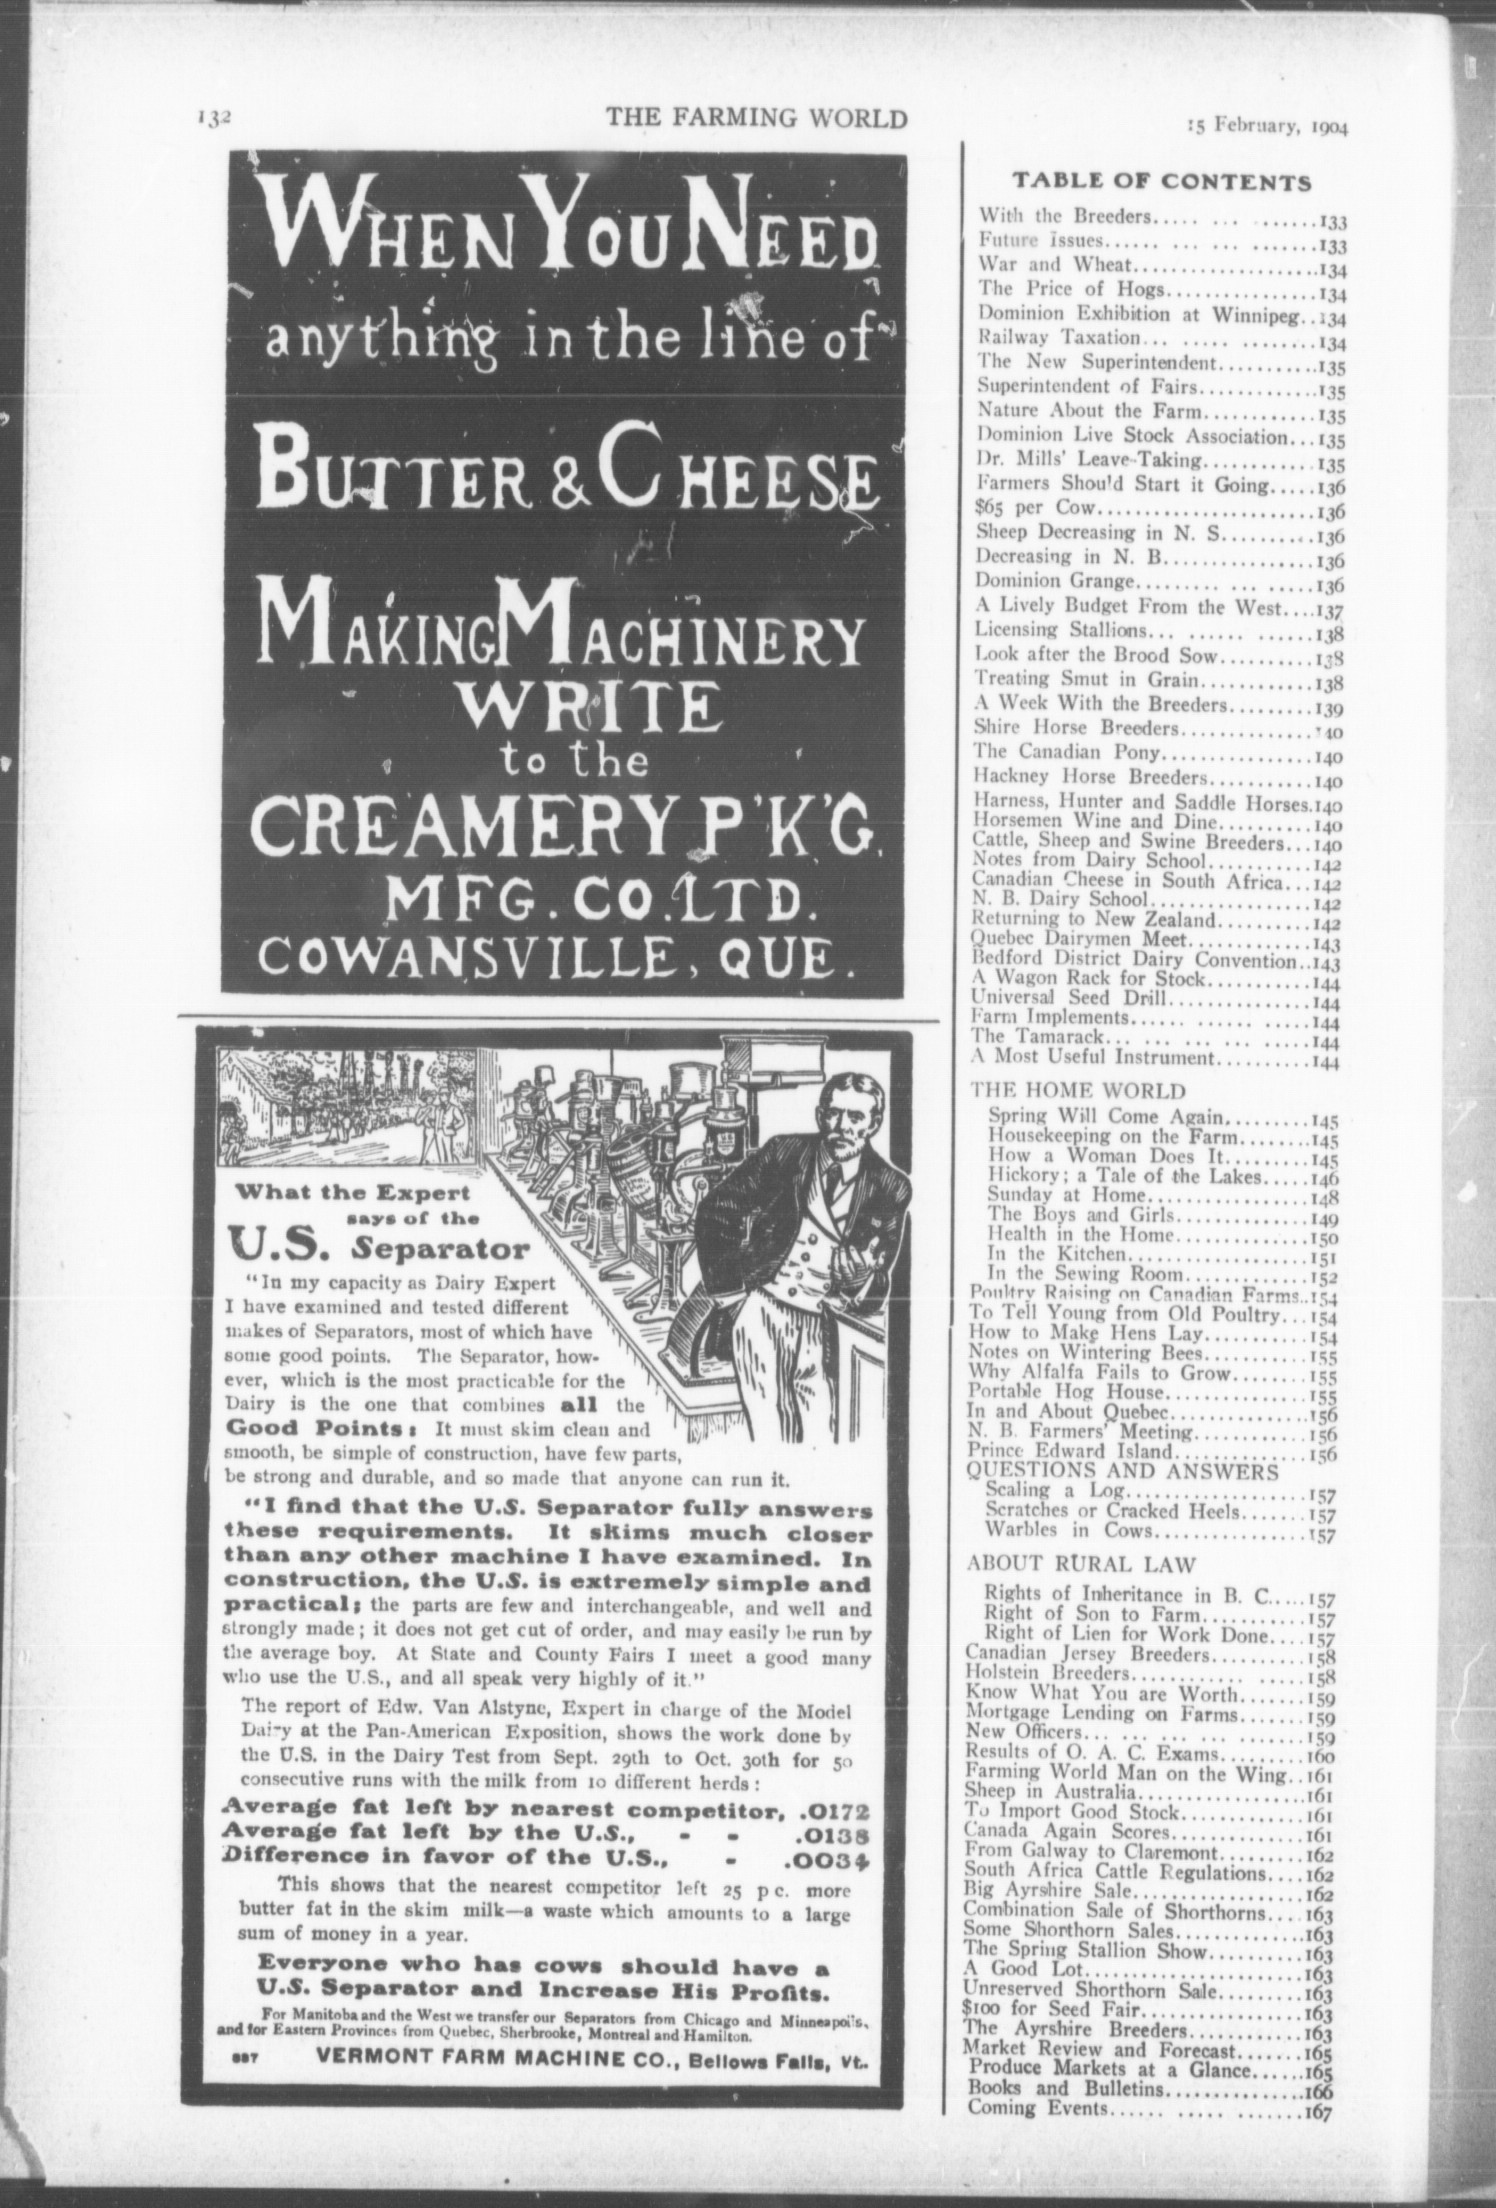 132
THE FARMING WORLD
15 February, 1904
WHEN YOU NEED
anything in the line of
BUTTER & CHEESE
MAKING MACHINERY
WRITE
to the
CREAMERY P'K'G.
MFG. CO. LTD.
COWANSVILLE, QUE.
What the Expert
says of the
U.S. Separator
"In my capacity as Dairy Expert
I have examined and tested different
makes of Separators, most of which have
some good points. The Separator, how-
ever, which is the most practicable for the
Dairy is the one that combines all the
Good Points: It must skim clean and
smooth, be simple of construction, have few parts,
be strong and durable, and so made that anyone can run it.
"I find that the U.S. Separator fully answers
these requirements. It skims much closer
than any other machine I have examined. In
construction, the U.S. is extremely simple and
practical; the parts are few and interchangeable, and well and
strongly made; it does not get out of order, and may easily be run by
the average boy. At State and County Fairs I meet a good many
who use the U.S., and all speak very highly of it."
The report of Edw. Van Alstyne, Expert in charge of the Model
Dairy at the Pan-American Exposition, shows the work done by
the U.S. in the Dairy Test from Sept. 29th to Oct. 30th for 50
consecutive runs with the milk from 10 different herds:
Average fat left by nearest competitor, .0172
Average fat left by the U.S., - - .0138
Difference in favor of the U.S., - .0034
This shows that the nearest competitor left 25 p c. more
butter fat in the skim milk—a waste which amounts to a large
sum of money in a year.
Everyone who has cows should have a
U.S. Separator and Increase His Profits.
For Manitoba and the West we transfer our Separators from Chicago and Minneapolis,
and for Eastern Provinces from Quebec, Sherbrooke, Montreal and Hamilton.
VERMONT FARM MACHINE CO., Bellows Falls, Vt.
TABLE OF CONTENTS
With the Breeders..... ... .......133
Future Issues...... ... ... .......133
War and Wheat....................134
The Price of Hogs................134
Dominion Exhibition at Winnipeg..134
Railway Taxation... ..... ........134
The New Superintendent...........135
Superintendent of Fairs.............135
Nature About the Farm............135
Dominion Live Stock Association...135
Dr. Mills' Leave-Taking............135
Farmers Should Start it Going.....136
$65 per Cow.......................136
Sheep Decreasing in N. S..........136
Decreasing in N. B................136
Dominion Grange......... ... ......136
A Lively Budget From the West....137
Licensing Stallions... ...... ......138
Look after the Brood Sow..........138
Treating Smut in Grain............138
A Week With the Breeders.........139
Shire Horse Breeders..............140
The Canadian Pony................140
Hackney Horse Breeders...........140
Harness, Hunter and Saddle Horses.140
Horsemen Wine and Dine..........140
Cattle, Sheep and Swine Breeders...140
Notes from Dairy School...........142
Canadian Cheese in South Africa...142
N. B. Dairy School.................142
Returning to New Zealand..........142
Quebec Dairymen Meet.............143
Bedford District Dairy Convention..143
A Wagon Rack for Stock...........144
Universal Seed Drill...............144
Farm Implements...... ...... .....144
The Tamarack... ... ... ... .....144
A Most Useful Instrument..........144
THE HOME WORLD
Spring Will Come Again.........145
Housekeeping on the Farm.......145
How a Woman Does It.........145
Hickory; a Tale of the Lakes.....146
Sunday at Home.................148
The Boys and Girls..............149
Health in the Home..............150
In the Kitchen...................151
In the Sewing Room.............152
Poultry Raising on Canadian Farms..154
To Tell Young from Old Poultry...154
How to Make Hens Lay...........154
Notes on Wintering Bees...........155
Why Alfalfa Fails to Grow........155
Portable Hog House...............155
In and About Quebec..............156
N. B. Farmers' Meeting............156
Prince Edward Island..............156
QUESTIONS AND ANSWERS
Scaling a Log...................157
Scratches or Cracked Heels.......157
Warbles in Cows................157
ABOUT RURAL LAW
Rights of Inheritance in B. C.....157
Right of Son to Farm...........157
Right of Lien for Work Done....157
Canadian Jersey Breeders..........158
Holstein Breeders............ .....158
Know What You are Worth.......159
Mortgage Lending on Farms.......159
New Officers... ... ... ... .......159
Results of O. A. C. Exams.........160
Farming World Man on the Wing..161
Sheep in Australia.................161
To Import Good Stock............161
Canada Again Scores..............161
From Galway to Claremont.........162
South Africa Cattle Regulations....162
Big Ayrshire Sale..................162
Combination Sale of Shorthorns....163
Some Shorthorn Sales.............163
The Spring Stallion Show..........163
A Good Lot.......................163
Unreserved Shorthorn Sale.........163
$100 for Seed Fair.................163
The Ayrshire Breeders............163
Market Review and Forecast.......165
Produce Markets at a Glance......165
Books and Bulletins...............166
Coming Events...... ..... .......167